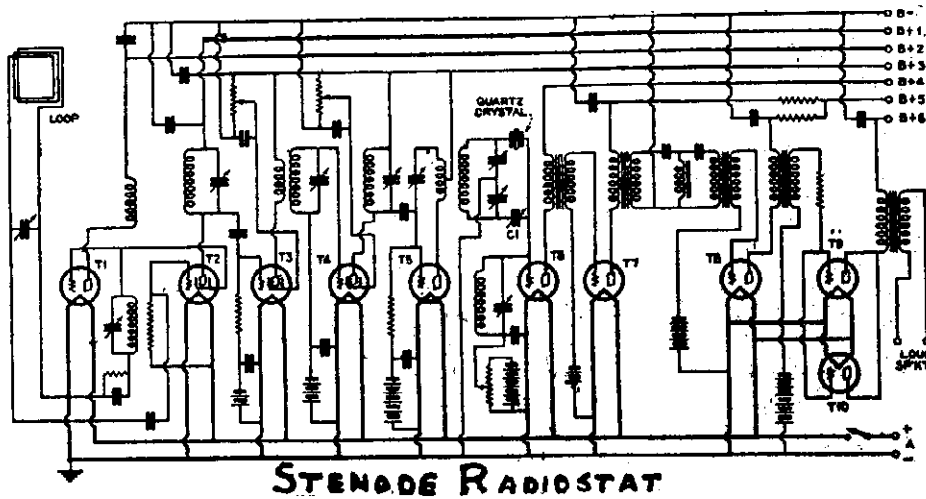 B-
B+1
B+2
B+3
B+4
B+5
B+6
LOOP
QUARTZ
CRYSTAL
C1
T1
T2
T3
T4
T5
T6
T7
T8
T9
T10
LOUD
SPKR
+
A
-
STENODE RADIOSTAT